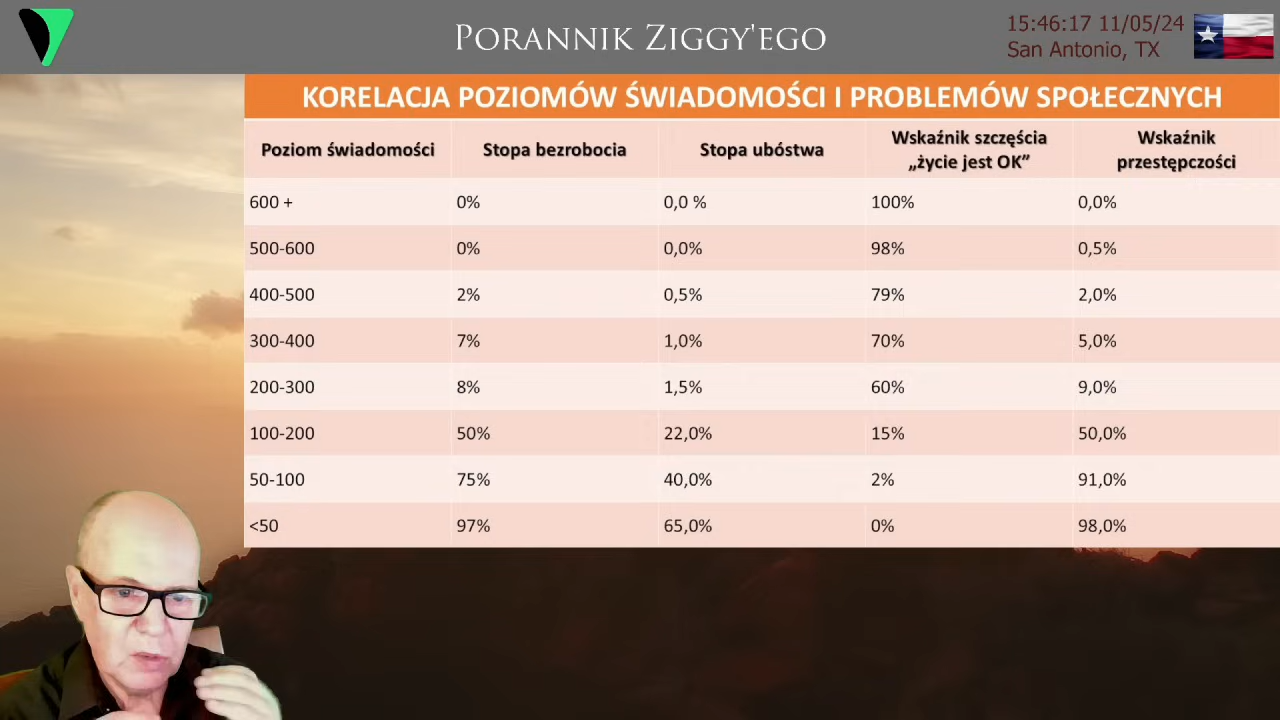 PORANNIK ZIGGY'EGO
15:46:17 11/05/24
San Antonio, TX
KORELACJA POZIOMÓW ŚWIADOMOŚCI I PROBLEMÓW SPOŁECZNYCH
Poziom świadomości Stopa bezrobocia Stopa ubóstwa Wskaźnik szczęścia „życie jest OK” Wskaźnik przestępczości
600 + 0% 0,0 % 100% 0,0%
500-600 0% 0,0% 98% 0,5%
400-500 2% 0,5% 79% 2,0%
300-400 7% 1,0% 70% 5,0%
200-300 8% 1,5% 60% 9,0%
100-200 50% 22,0% 15% 50,0%
50-100 75% 40,0% 2% 91,0%
<50 97% 65,0% 0% 98,0%